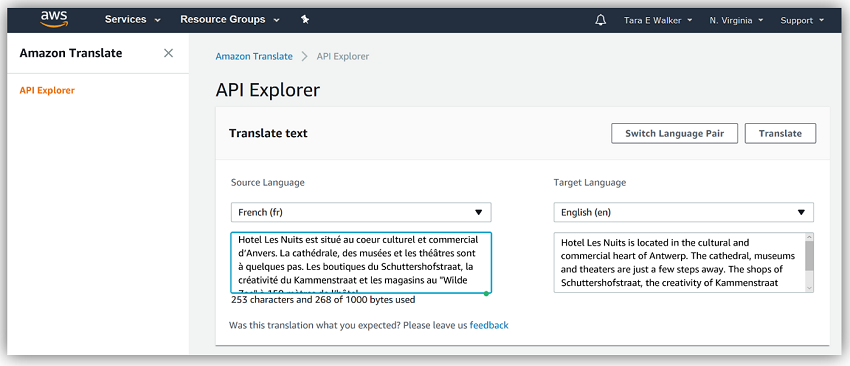 aws
Services
Resource Groups
Tara E Walker
N. Virginia
Support
Amazon Translate
API Explorer
Amazon Translate > API Explorer
API Explorer
Translate text
Switch Language Pair
Translate
Source Language
French (fr)
Hotel Les Nuits est situé au coeur culturel et commercial
d'Anvers. La cathédrale, des musées et les théâtres sont
à quelques pas. Les boutiques du Schuttershofstraat, la
créativité du Kammenstraat et les magasins au "Wilde
253 characters and 268 of 1000 bytes used
Target Language
English (en)
Hotel Les Nuits is located in the cultural and
commercial heart of Antwerp. The cathedral, museums
and theaters are just a few steps away. The shops of
Schuttershofstraat, the creativity of Kammenstraat
Was this translation what you expected? Please leave us feedback